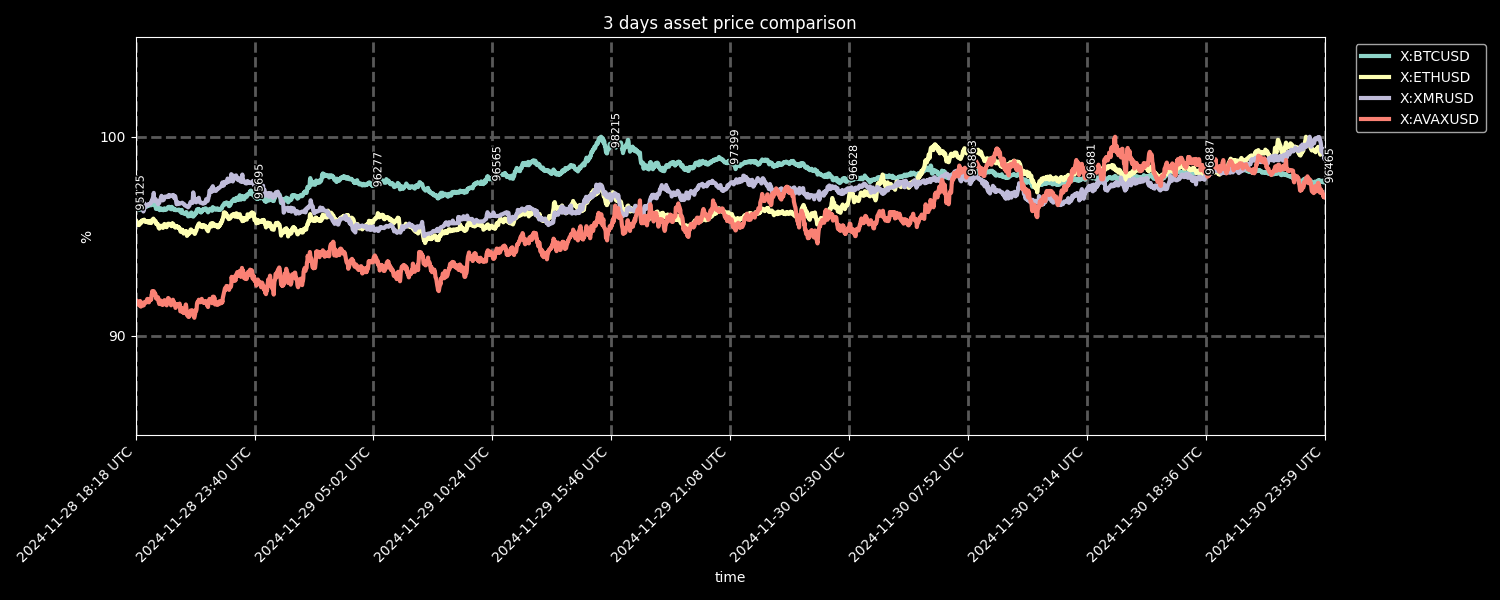 3 days asset price comparison
X:BTCUSD
X:ETHUSD
X:XMRUSD
X:AVAXUSD
100
90
%
95125
95695
96277
96565
98215
97399
96628
96863
96681
96887
96465
2024-11-28 18:18 UTC
2024-11-28 23:40 UTC
2024-11-29 05:02 UTC
2024-11-29 10:24 UTC
2024-11-29 15:46 UTC
2024-11-29 21:08 UTC
2024-11-30 02:30 UTC
2024-11-30 07:52 UTC
2024-11-30 13:14 UTC
2024-11-30 18:36 UTC
2024-11-30 23:59 UTC
time